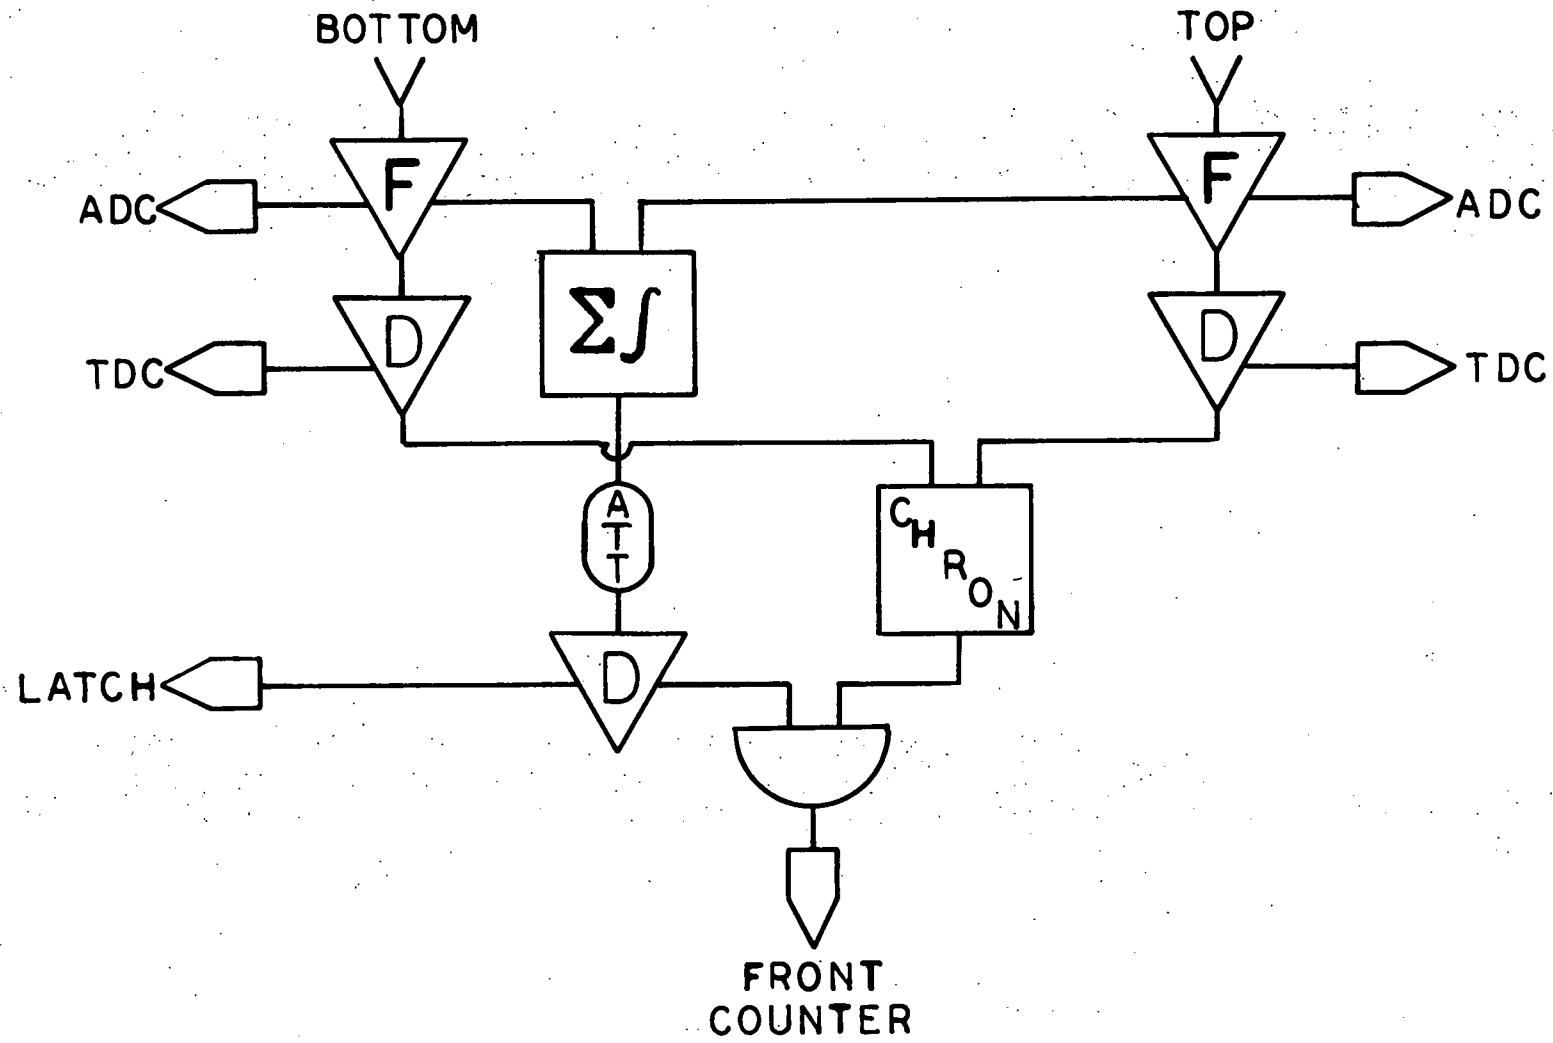 BOTTOM
TOP
F
F
ADC
ADC
Σ∫
D
D
TDC
TDC
ATT
CHRON
LATCH
D
FRONT
COUNTER